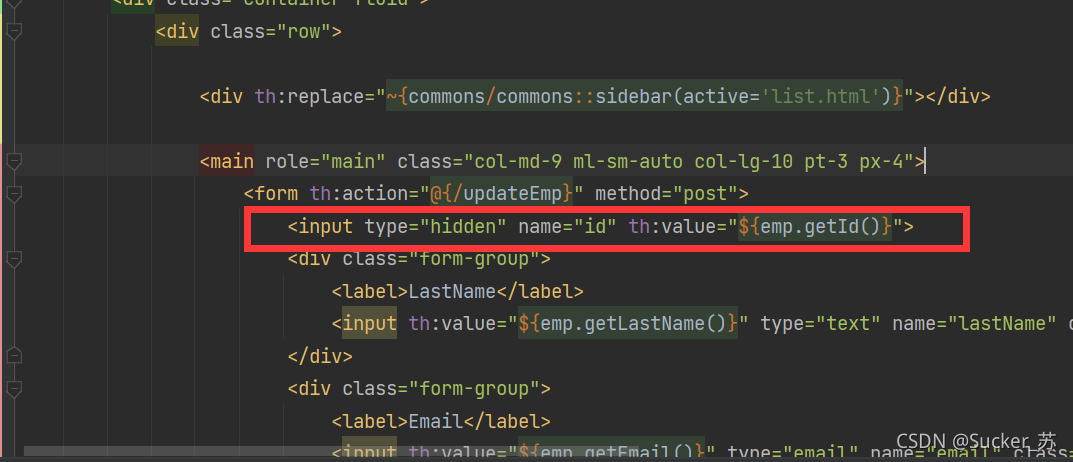 <div class="container-fluid">
<div class="row">
<div th:replace="~{commons/commons::sidebar(active='list.html')}"></div>
<main role="main" class="col-md-9 ml-sm-auto col-lg-10 pt-3 px-4">
<form th:action="@{/updateEmp}" method="post">
<input type="hidden" name="id" th:value="${emp.getId()}">
<div class="form-group">
<label>LastName</label>
<input th:value="${emp.getLastName()}" type="text" name="lastName"
</div>
<div class="form-group">
<label>Email</label>
<input th:value="${emp.getEmail()}" type="email" name="email" class=
CSDN @Sucker_苏